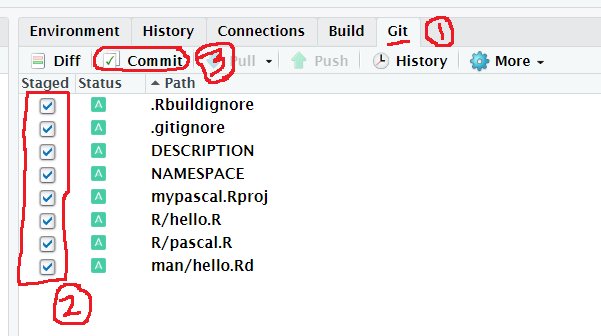 Environment History Connections Build Git 1
Diff Commit 3 Pull Push History More
Staged Status Path
A .Rbuildignore
A .gitignore
A DESCRIPTION
A NAMESPACE
A mypascal.Rproj
A R/hello.R
A R/pascal.R
A man/hello.Rd
2